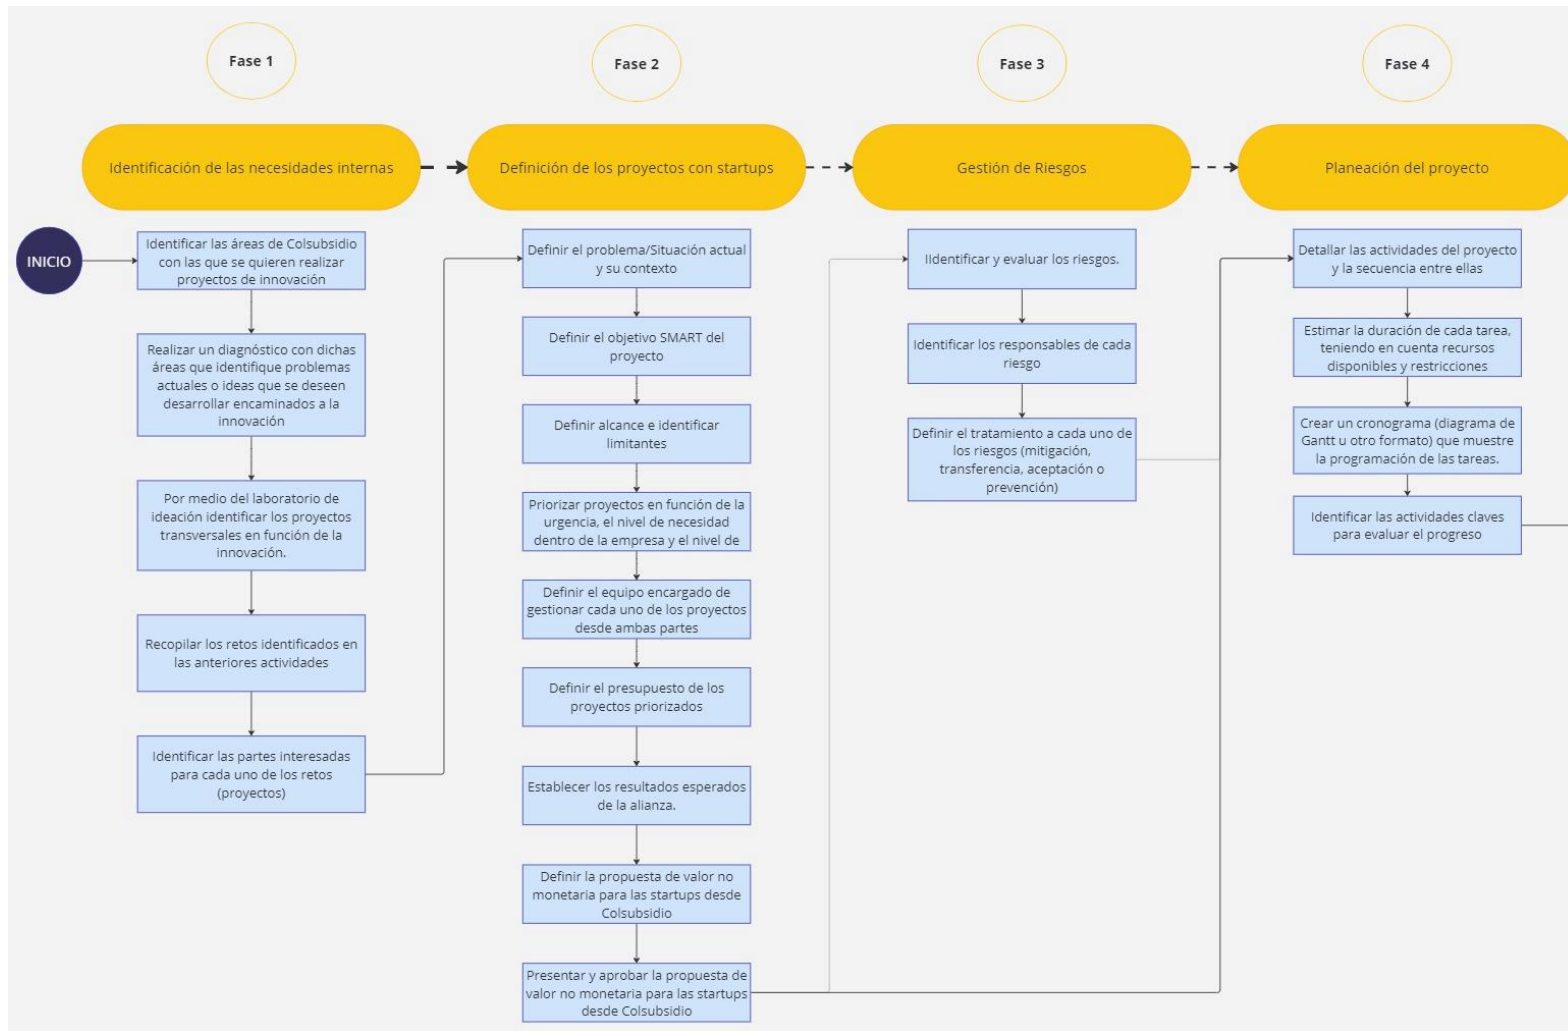 Fase 1
Fase 2
Fase 3
Fase 4
Identificación de las necesidades internas
Definición de los proyectos con startups
Gestión de Riesgos
Planeación del proyecto
INICIO
Identificar las áreas de Colsubsidio
con las que se quieren realizar
proyectos de innovación
Realizar un diagnóstico con dichas
áreas que identifique problemas
actuales o ideas que se deseen
desarrollar encaminados a la
innovación
Por medio del laboratorio de
ideación identificar los proyectos
transversales en función de la
innovación.
Recopilar los retos identificados en
las anteriores actividades
Identificar las partes interesadas
para cada uno de los retos
(proyectos)
Definir el problema/Situación actual
y su contexto
Definir el objetivo SMART del
proyecto
Definir alcance e identificar
limitantes
Priorizar proyectos en función de la
urgencia, el nivel de necesidad
dentro de la empresa y el nivel de
Definir el equipo encargado de
gestionar cada uno de los proyectos
desde ambas partes
Definir el presupuesto de los
proyectos priorizados
Establecer los resultados esperados
de la alianza.
Definir la propuesta de valor no
monetaria para las startups desde
Colsubsidio
Presentar y aprobar la propuesta de
valor no monetaria para las startups
desde Colsubsidio
IIdentificar y evaluar los riesgos.
Identificar los responsables de cada
riesgo
Definir el tratamiento a cada uno de
los riesgos (mitigación,
transferencia, aceptación o
prevención)
Detallar las actividades del proyecto
y la secuencia entre ellas
Estimar la duración de cada tarea,
teniendo en cuenta recursos
disponibles y restricciones
Crear un cronograma (diagrama de
Gantt u otro formato) que muestre
la programación de las tareas.
Identificar las actividades claves
para evaluar el progreso